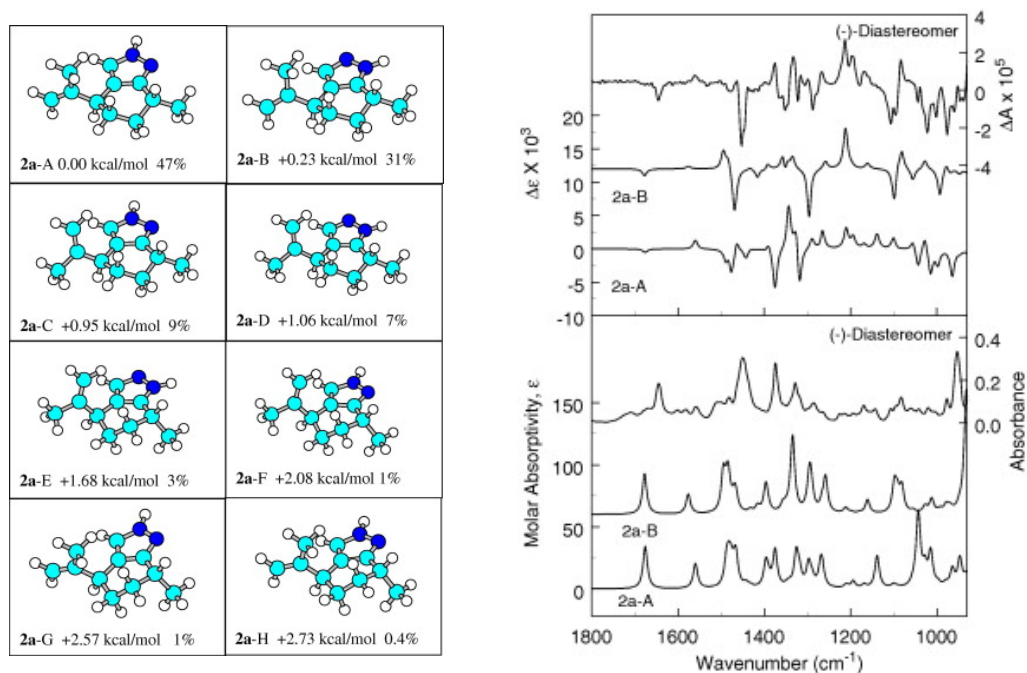 2a-A 0.00 kcal/mol 47%
2a-B +0.23 kcal/mol 31%
2a-C +0.95 kcal/mol 9%
2a-D +1.06 kcal/mol 7%
2a-E +1.68 kcal/mol 3%
2a-F +2.08 kcal/mol 1%
2a-G +2.57 kcal/mol 1%
2a-H +2.73 kcal/mol 0.4%
(-)-Diastereomer
4
2
0
-2
-4
ΔA x 10⁵
20
15
10
5
0
-5
-10
Δε X 10³
2a-B
2a-A
(-)-Diastereomer
0.4
0.2
0.0
Absorbance
150
100
50
0
Molar Absorptivity, ε
2a-B
2a-A
1800
1600
1400
1200
1000
Wavenumber (cm⁻¹)